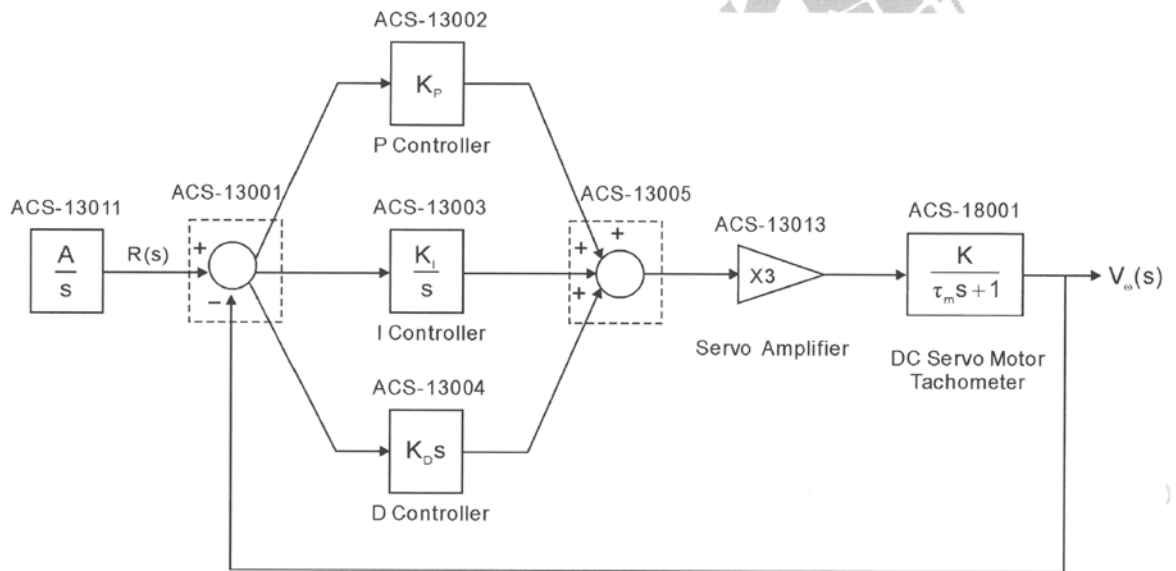 ACS-13002
K_P
P Controller
ACS-13011
A
s
R(s)
ACS-13001
+
−
ACS-13003
K_I
s
I Controller
ACS-13004
K_D s
D Controller
ACS-13005
+
+
+
ACS-13013
X3
Servo Amplifier
ACS-18001
K
τ_m s+1
DC Servo Motor
Tachometer
V_ω(s)